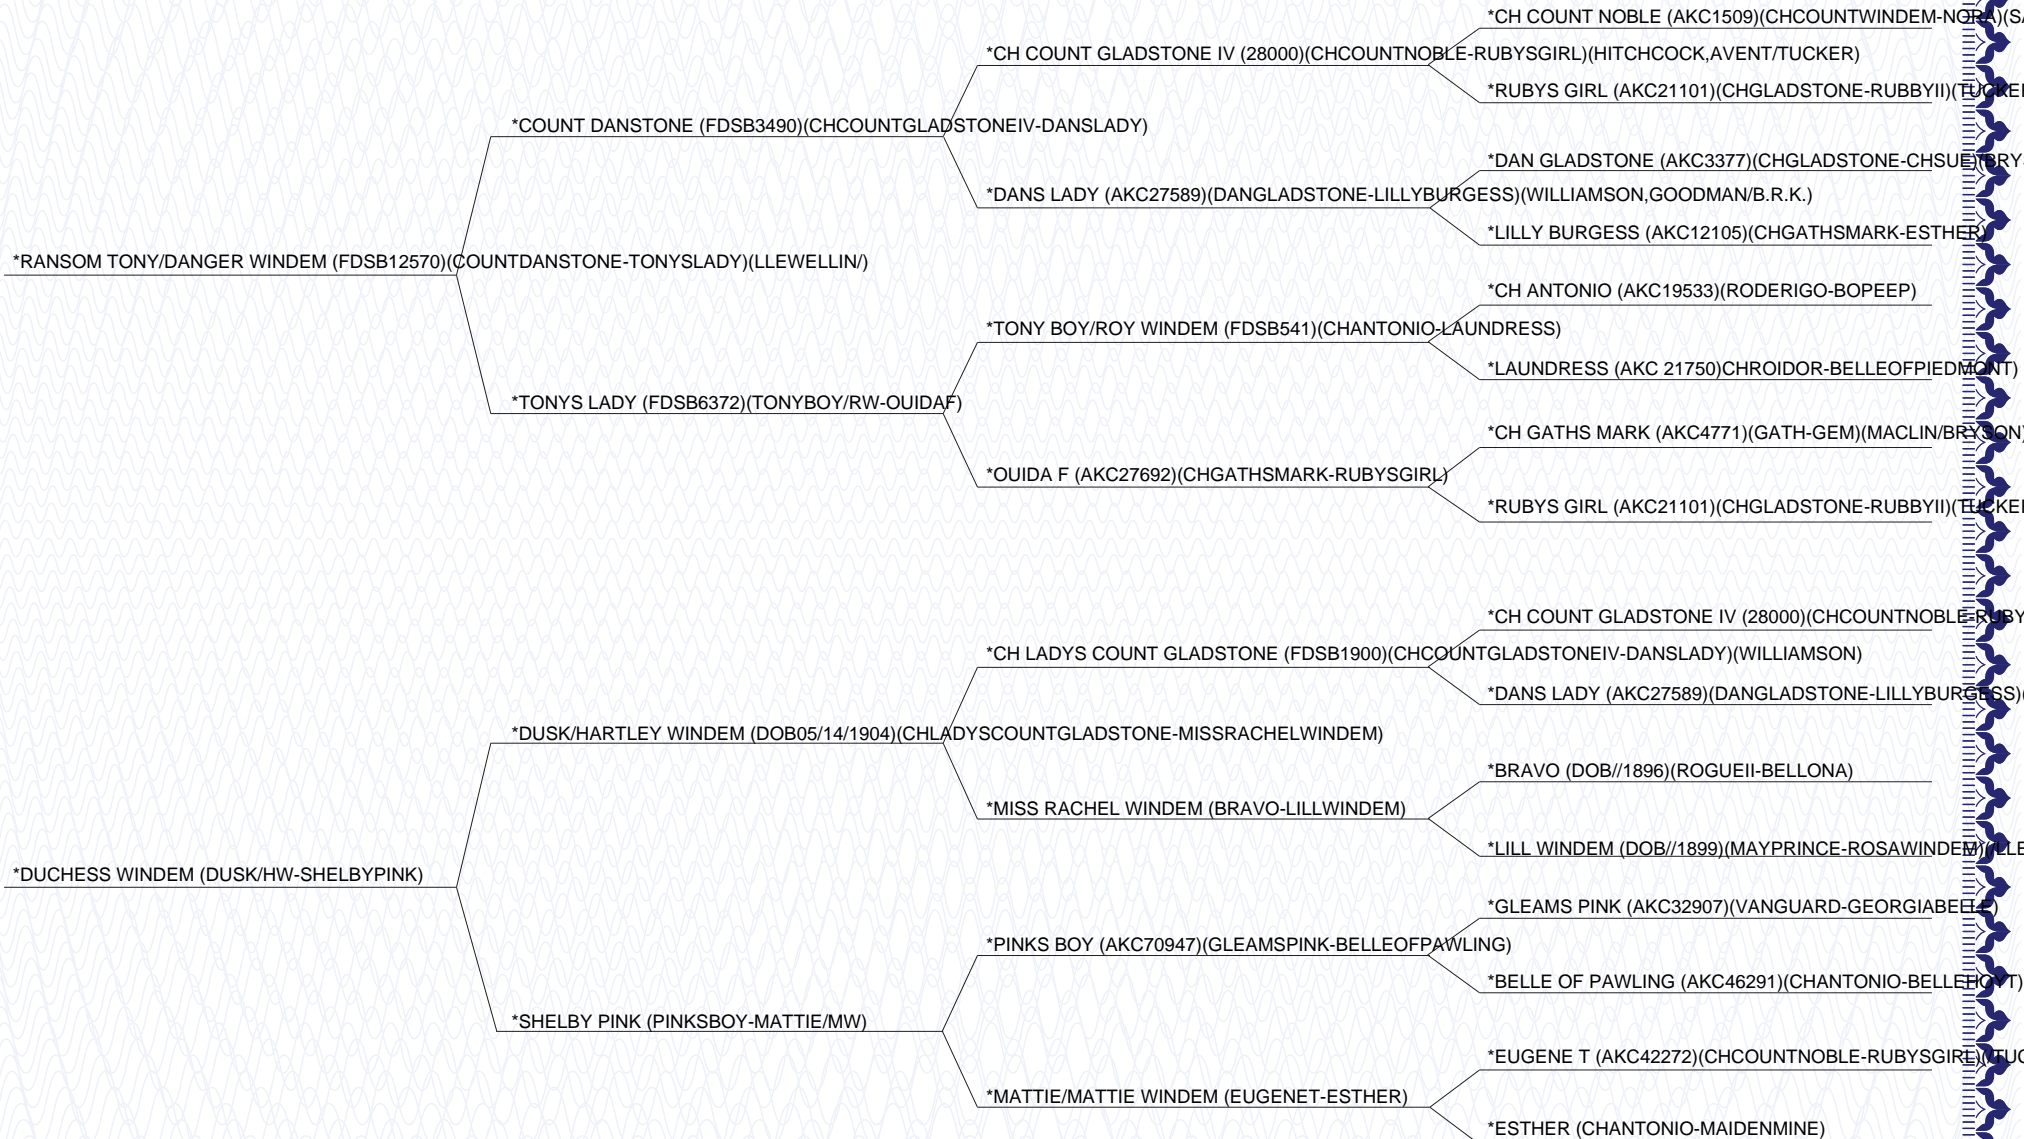 *CH COUNT NOBLE (AKC1509)(CHCOUNTWINDEM-NORA)(SA
*CH COUNT GLADSTONE IV (28000)(CHCOUNTNOBLE-RUBYSGIRL)(HITCHCOCK,AVENT/TUCKER)
*RUBYS GIRL (AKC21101)(CHGLADSTONE-RUBBYII)(TUCKER
*COUNT DANSTONE (FDSB3490)(CHCOUNTGLADSTONEIV-DANSLADY)
*DAN GLADSTONE (AKC3377)(CHGLADSTONE-CHSUE)(BRYS
*DANS LADY (AKC27589)(DANGLADSTONE-LILLYBURGESS)(WILLIAMSON,GOODMAN/B.R.K.)
*LILLY BURGESS (AKC12105)(CHGATHSMARK-ESTHER)
*RANSOM TONY/DANGER WINDEM (FDSB12570)(COUNTDANSTONE-TONYSLADY)(LLEWELLIN/)
*CH ANTONIO (AKC19533)(RODERIGO-BOPEEP)
*TONY BOY/ROY WINDEM (FDSB541)(CHANTONIO-LAUNDRESS)
*LAUNDRESS (AKC 21750)CHROIDOR-BELLEOFPIEDMONT)
*TONYS LADY (FDSB6372)(TONYBOY/RW-OUIDAF)
*CH GATHS MARK (AKC4771)(GATH-GEM)(MACLIN/BRYSON)
*OUIDA F (AKC27692)(CHGATHSMARK-RUBYSGIRL)
*RUBYS GIRL (AKC21101)(CHGLADSTONE-RUBBYII)(TUCKER
*CH COUNT GLADSTONE IV (28000)(CHCOUNTNOBLE-RUBY
*CH LADYS COUNT GLADSTONE (FDSB1900)(CHCOUNTGLADSTONEIV-DANSLADY)(WILLIAMSON)
*DANS LADY (AKC27589)(DANGLADSTONE-LILLYBURGESS)(
*DUSK/HARTLEY WINDEM (DOB05/14/1904)(CHLADYSCOUNTGLADSTONE-MISSRACHELWINDEM)
*BRAVO (DOB//1896)(ROGUEII-BELLONA)
*MISS RACHEL WINDEM (BRAVO-LILLWINDEM)
*LILL WINDEM (DOB//1899)(MAYPRINCE-ROSAWINDEM)(/LLE
*DUCHESS WINDEM (DUSK/HW-SHELBYPINK)
*GLEAMS PINK (AKC32907)(VANGUARD-GEORGIABELLE)
*PINKS BOY (AKC70947)(GLEAMSPINK-BELLEOFPAWLING)
*BELLE OF PAWLING (AKC46291)(CHANTONIO-BELLEHOYT)
*SHELBY PINK (PINKSBOY-MATTIE/MW)
*EUGENE T (AKC42272)(CHCOUNTNOBLE-RUBYSGIRL)(/TUC
*MATTIE/MATTIE WINDEM (EUGENET-ESTHER)
*ESTHER (CHANTONIO-MAIDENMINE)